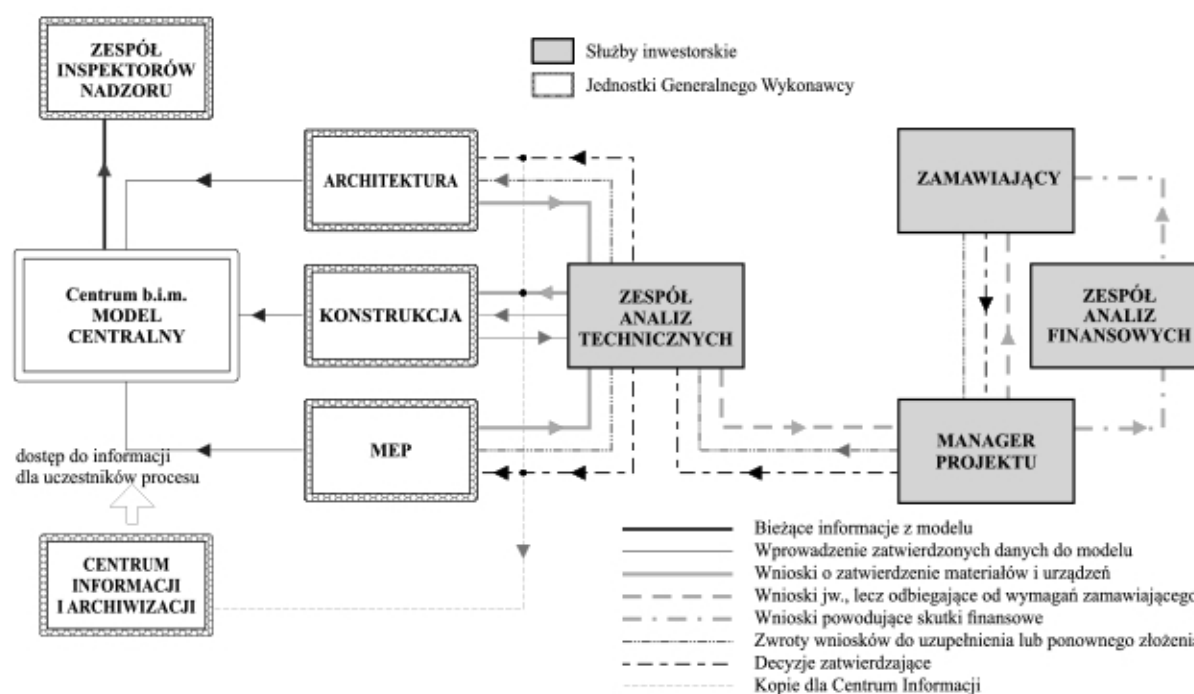 ZESPÓŁ
INSPEKTORÓW
NADZORU
Służby inwestorskie
Jednostki Generalnego Wykonawcy
ARCHITEKTURA
ZAMAWIAJĄCY
Centrum b.i.m.
MODEL
CENTRALNY
KONSTRUKCJA
ZESPÓŁ
ANALIZ
TECHNICZNYCH
ZESPÓŁ
ANALIZ
FINANSOWYCH
MEP
MANAGER
PROJEKTU
dostęp do informacji
dla uczestników procesu
CENTRUM
INFORMACJI
I ARCHIWIZACJI
Bieżące informacje z modelu
Wprowadzenie zatwierdzonych danych do modelu
Wnioski o zatwierdzenie materiałów i urządzeń
Wnioski jw., lecz odbiegające od wymagań zamawiającego
Wnioski powodujące skutki finansowe
Zwroty wniosków do uzupełnienia lub ponownego złożenia
Decyzje zatwierdzające
Kopie dla Centrum Informacji